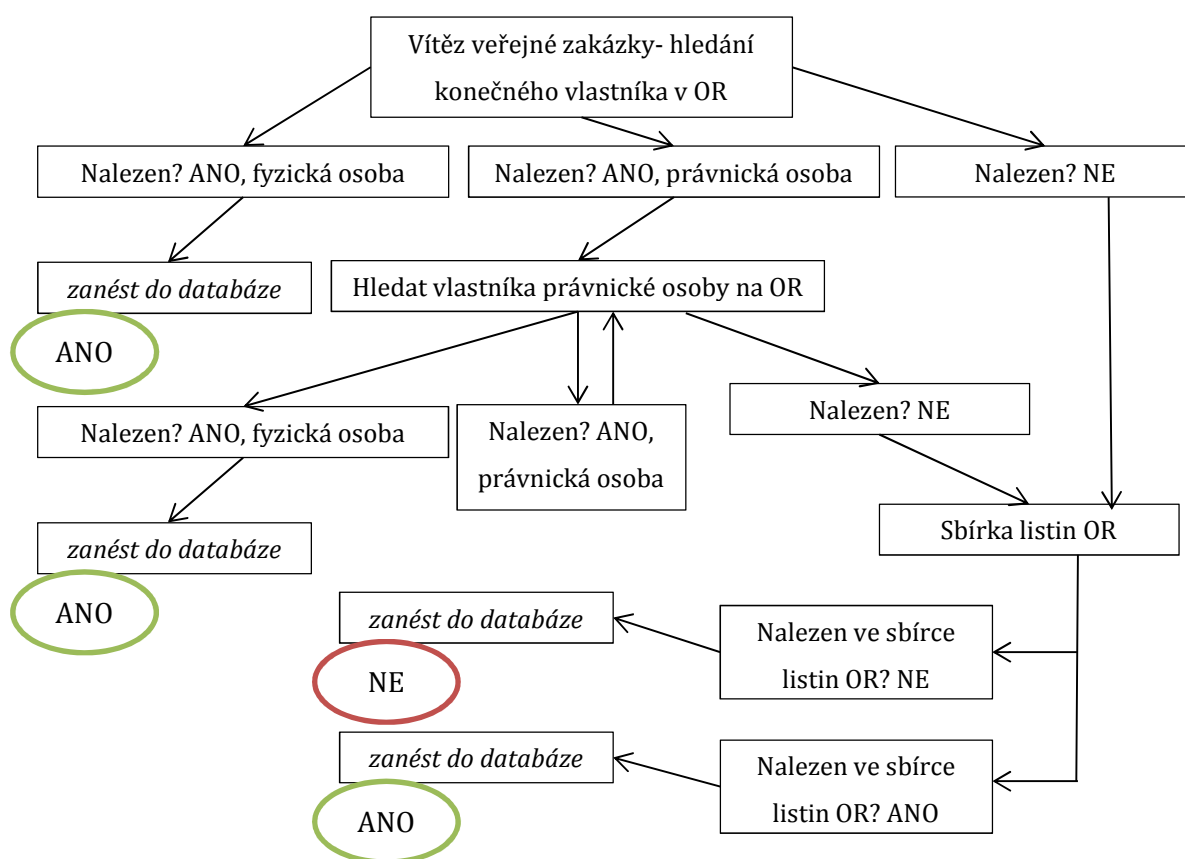 Vítěz veřejné zakázky- hledání
konečného vlastníka v OR
Nalezen? ANO, fyzická osoba
Nalezen? ANO, právnická osoba
Nalezen? NE
zanést do databáze
ANO
Hledat vlastníka právnické osoby na OR
Nalezen? ANO, fyzická osoba
Nalezen? ANO,
právnická osoba
Nalezen? NE
zanést do databáze
ANO
Sbírka listin OR
zanést do databáze
NE
Nalezen ve sbírce
listin OR? NE
zanést do databáze
ANO
Nalezen ve sbírce
listin OR? ANO